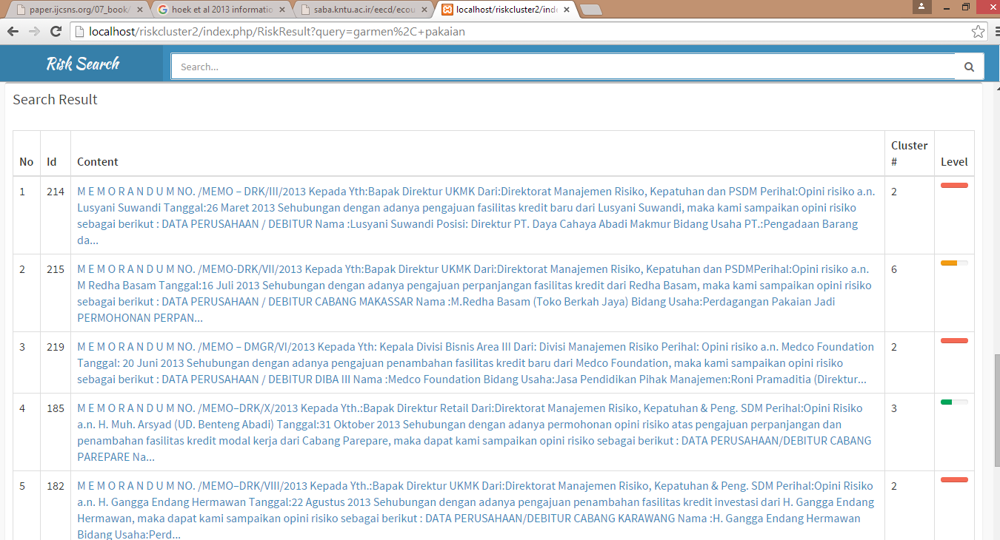 paper.ijcsns.org/07_book/
hoek et al 2013 informatio
saba.kntu.ac.ir/eecd/ecou
localhost/riskcluster2/ind
localhost/riskcluster2/index.php/RiskResult?query=garmen%2C+pakaian
Risk Search
Search...
Search Result
No Id Content Cluster # Level
1 214 M E M O R A N D U M NO. /MEMO – DRK/III/2013 Kepada Yth:Bapak Direktur UKMK Dari:Direktorat Manajemen Risiko, Kepatuhan dan PSDM Perihal:Opini risiko a.n. 2
Lusyani Suwandi Tanggal:26 Maret 2013 Sehubungan dengan adanya pengajuan fasilitas kredit baru dari Lusyani Suwandi, maka kami sampaikan opini risiko
sebagai berikut : DATA PERUSAHAAN / DEBITUR Nama :Lusyani Suwandi Posisi: Direktur PT. Daya Cahaya Abadi Makmur Bidang Usaha PT.:Pengadaan Barang
da...
2 215 M E M O R A N D U M NO. /MEMO-DRK/VII/2013 Kepada Yth:Bapak Direktur UKMK Dari:Direktorat Manajemen Risiko, Kepatuhan dan PSDMPerihal:Opini risiko a.n. 6
M Redha Basam Tanggal:16 Juli 2013 Sehubungan dengan adanya pengajuan perpanjangan fasilitas kredit dari Redha Basam, maka kami sampaikan opini risiko
sebagai berikut : DATA PERUSAHAAN / DEBITUR CABANG MAKASSAR Nama :M.Redha Basam (Toko Berkah Jaya) Bidang Usaha:Perdagangan Pakaian Jadi
PERMOHONAN PERPAN...
3 219 M E M O R A N D U M NO. /MEMO – DMGR/VI/2013 Kepada Yth: Kepala Divisi Bisnis Area III Dari: Divisi Manajemen Risiko Perihal: Opini risiko a.n. Medco Foundation 2
Tanggal: 20 Juni 2013 Sehubungan dengan adanya pengajuan penambahan fasilitas kredit baru dari Medco Foundation, maka kami sampaikan opini risiko
sebagai berikut : DATA PERUSAHAAN / DEBITUR DIBA III Nama :Medco Foundation Bidang Usaha:Jasa Pendidikan Pihak Manajemen:Roni Pramaditia (Direktur...
4 185 M E M O R A N D U M NO. /MEMO–DRK/X/2013 Kepada Yth.:Bapak Direktur Retail Dari:Direktorat Manajemen Risiko, Kepatuhan & Peng. SDM Perihal:Opini Risiko 3
a.n. H. Muh. Arsyad (UD. Benteng Abadi) Tanggal:31 Oktober 2013 Sehubungan dengan adanya permohonan opini risiko atas pengajuan perpanjangan dan
penambahan fasilitas kredit modal kerja dari Cabang Parepare, maka dapat kami sampaikan opini risiko sebagai berikut : DATA PERUSAHAAN/DEBITUR CABANG
PAREPARE Na...
5 182 M E M O R A N D U M NO. /MEMO–DRK/VIII/2013 Kepada Yth.:Bapak Direktur UKMK Dari:Direktorat Manajemen Risiko, Kepatuhan & Peng. SDM Perihal:Opini Risiko 2
a.n. H. Gangga Endang Hermawan Tanggal:22 Agustus 2013 Sehubungan dengan adanya pengajuan penambahan fasilitas kredit investasi dari H. Gangga Endang
Hermawan, maka dapat kami sampaikan opini risiko sebagai berikut : DATA PERUSAHAAN/DEBITUR CABANG KARAWANG Nama :H. Gangga Endang Hermawan
Bidang Usaha:Perd...